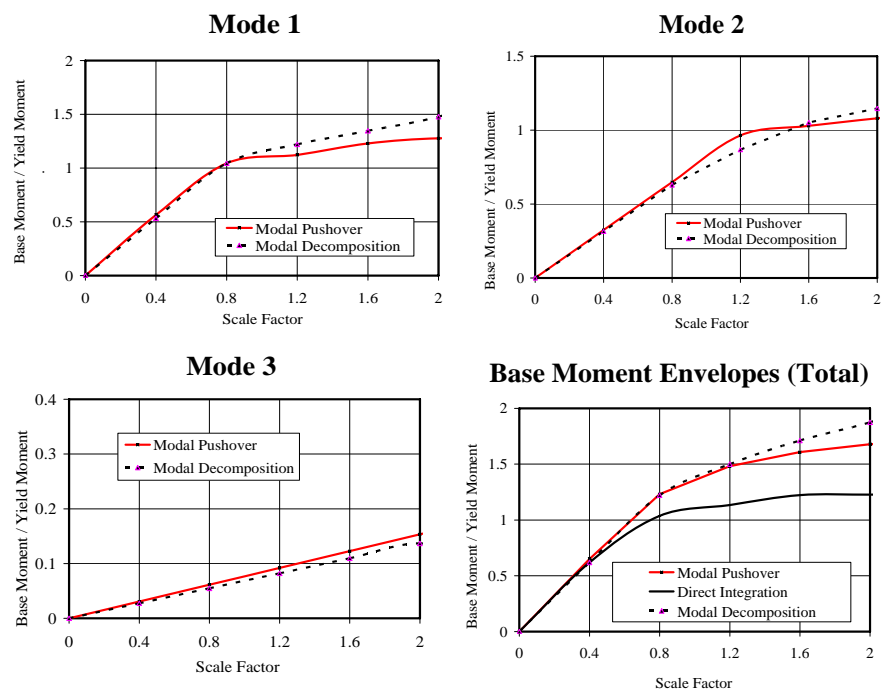 Mode 1
Base Moment / Yield Moment
2
1.5
1
0.5
0
Modal Pushover
Modal Decomposition
0 0.4 0.8 1.2 1.6 2
Scale Factor
Mode 2
Base Moment / Yield Moment
1.5
1
0.5
0
Modal Pushover
Modal Decomposition
0 0.4 0.8 1.2 1.6 2
Scale Factor
Mode 3
Base Moment / Yield Moment
0.4
0.3
0.2
0.1
0
Modal Pushover
Modal Decomposition
0 0.4 0.8 1.2 1.6 2
Scale Factor
Base Moment Envelopes (Total)
Base Moment / Yield Moment
2
1.5
1
0.5
0
Modal Pushover
Direct Integration
Modal Decomposition
0 0.4 0.8 1.2 1.6 2
Scale Factor